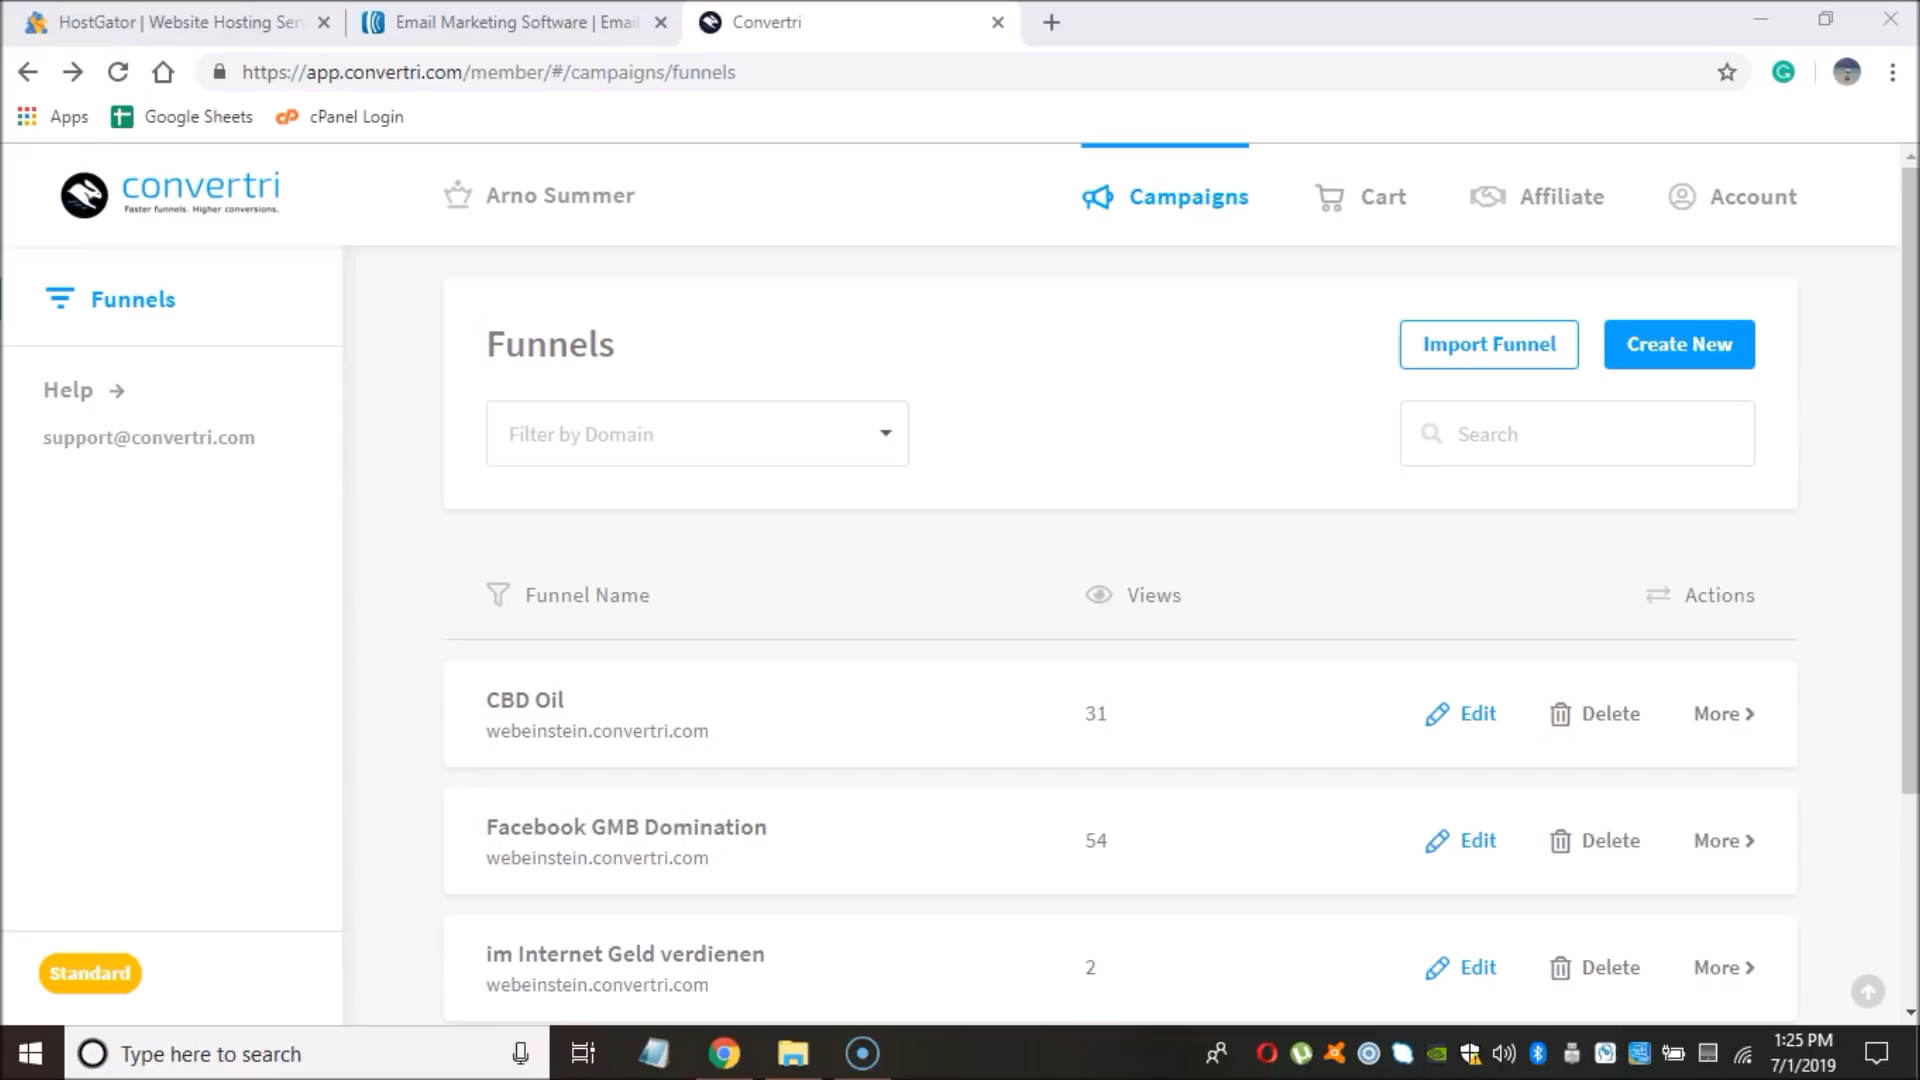 HostGator | Website Hosting Ser
Email Marketing Software | Email
Convertri
https://app.convertri.com/member/#/campaigns/funnels
Apps
Google Sheets
cPanel Login
convertri
Faster funnels. Higher conversions.
Arno Summer
Campaigns
Cart
Affiliate
Account
Funnels
Help
support@convertri.com
Standard
Funnels
Import Funnel
Create New
Filter by Domain
Search
Funnel Name
Views
Actions
CBD Oil
webeinstein.convertri.com
31
Edit
Delete
More
Facebook GMB Domination
webeinstein.convertri.com
54
Edit
Delete
More
im Internet Geld verdienen
webeinstein.convertri.com
2
Edit
Delete
More
Type here to search
1:25 PM
7/1/2019